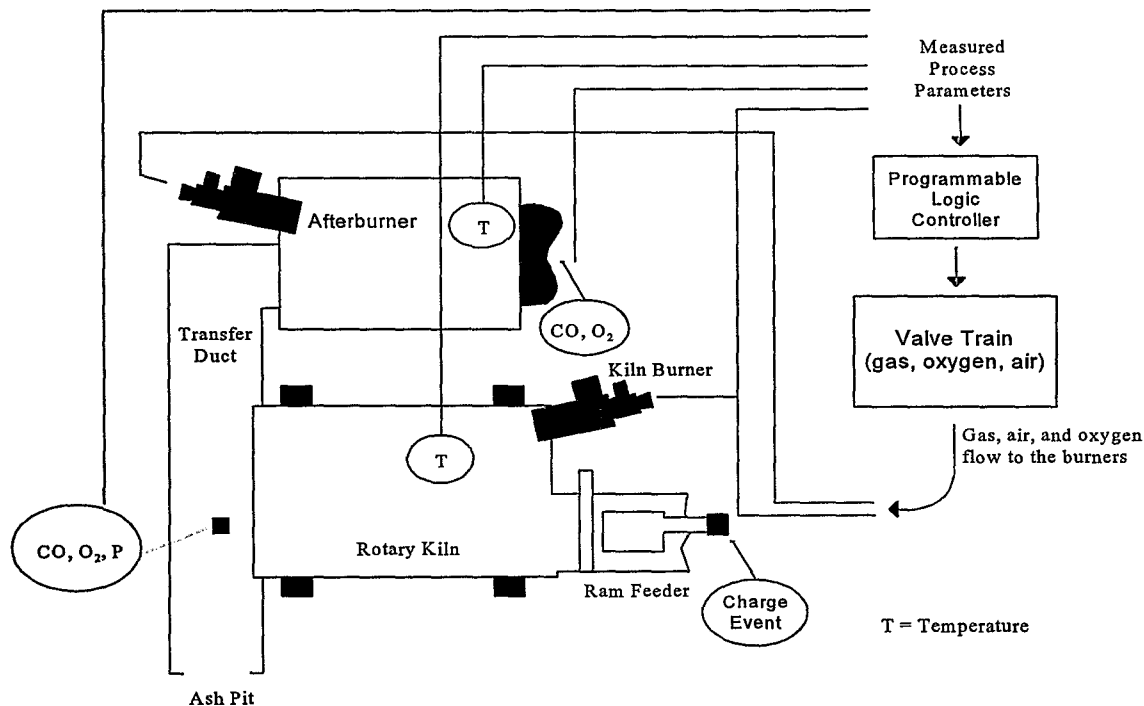 Measured
Process
Parameters
Programmable
Logic
Controller
Afterburner
T
CO, O₂
Transfer
Duct
Valve Train
(gas, oxygen, air)
Kiln Burner
Gas, air, and oxygen
flow to the burners
T
CO, O₂, P
Rotary Kiln
Ram Feeder
Charge
Event
T = Temperature
Ash Pit